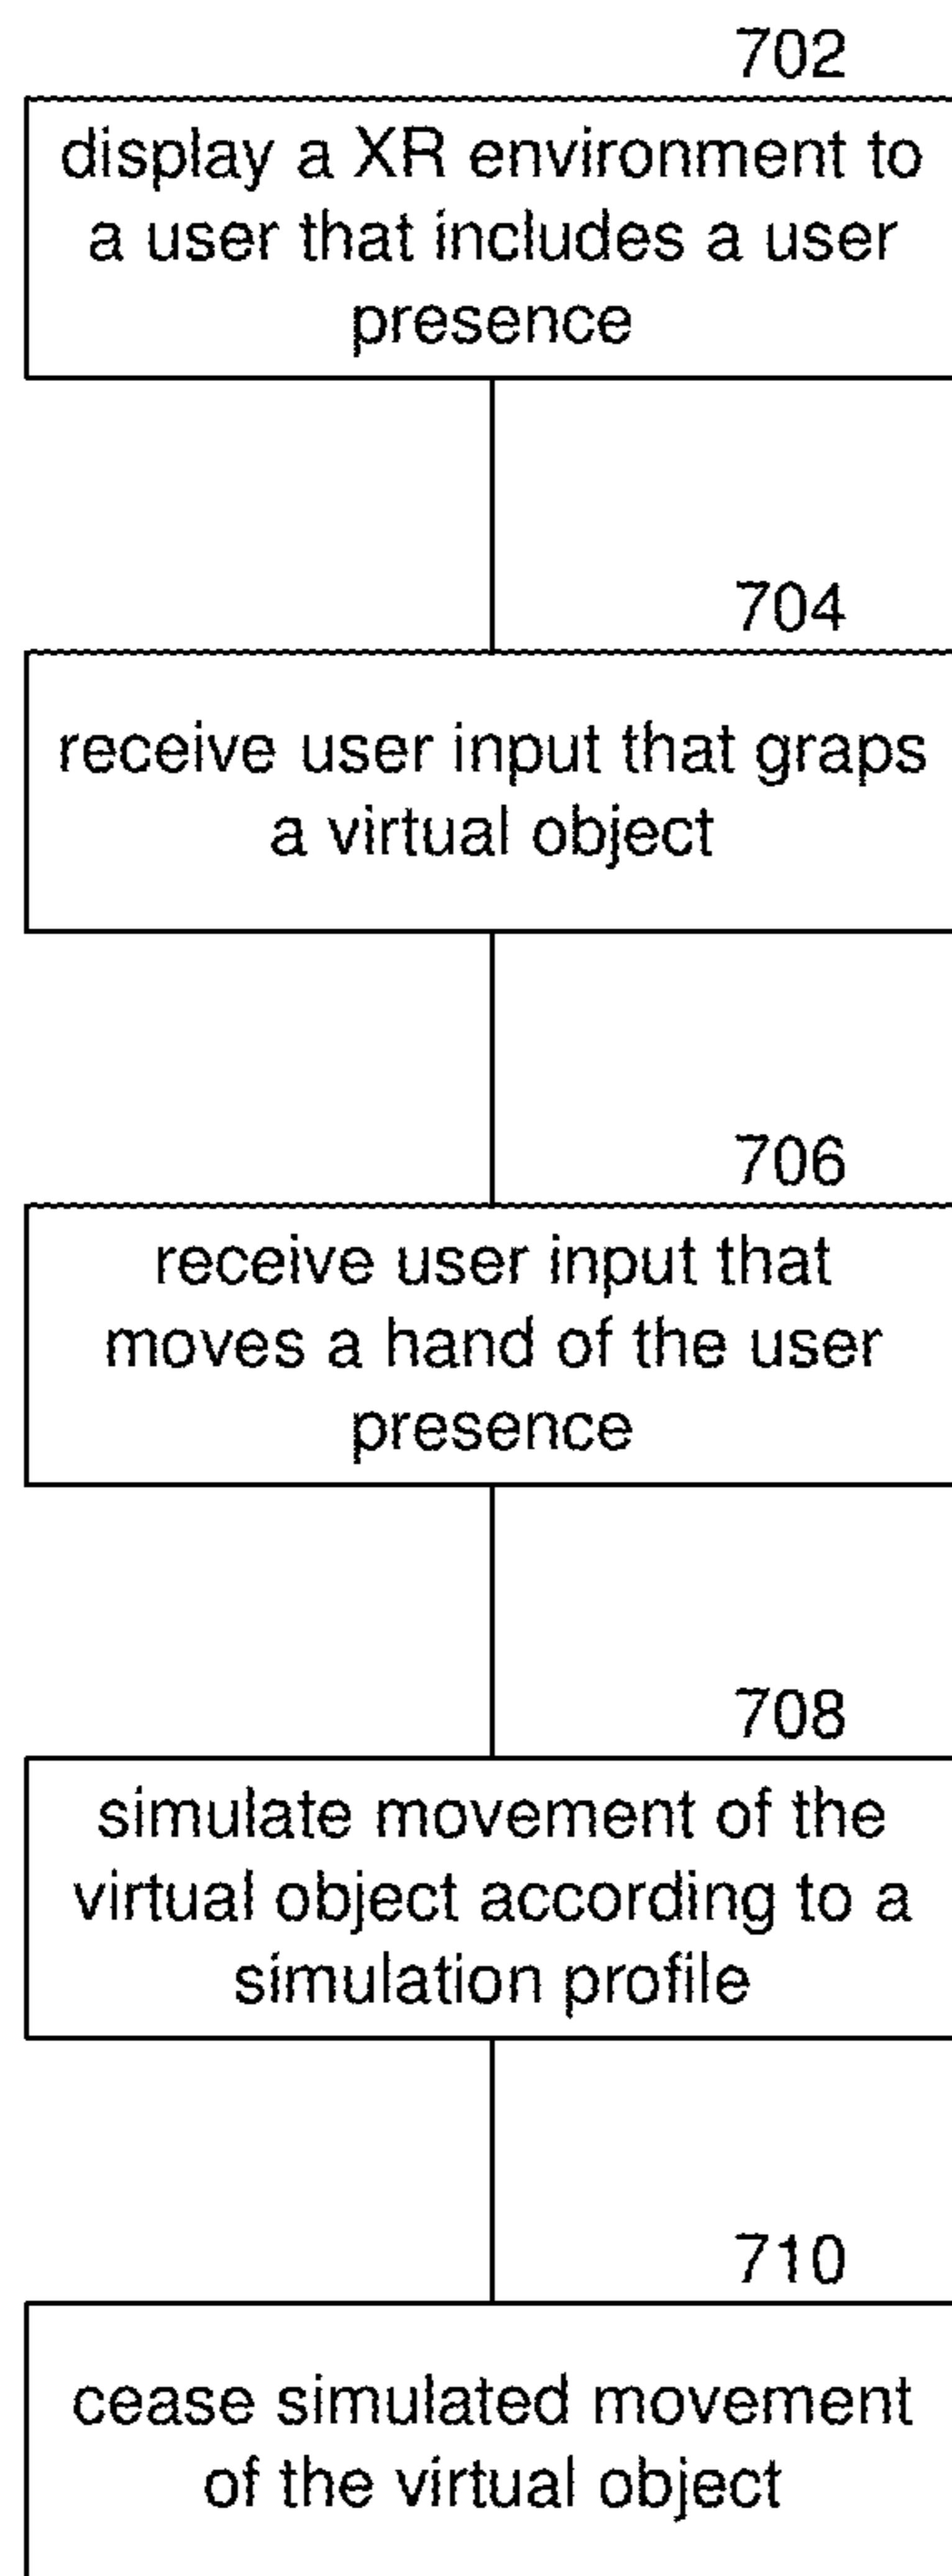 702
display a XR environment to
a user that includes a user
presence
704
receive user input that graps
a virtual object
706
receive user input that
moves a hand of the user
presence
708
simulate movement of the
virtual object according to a
simulation profile
710
cease simulated movement
of the virtual object